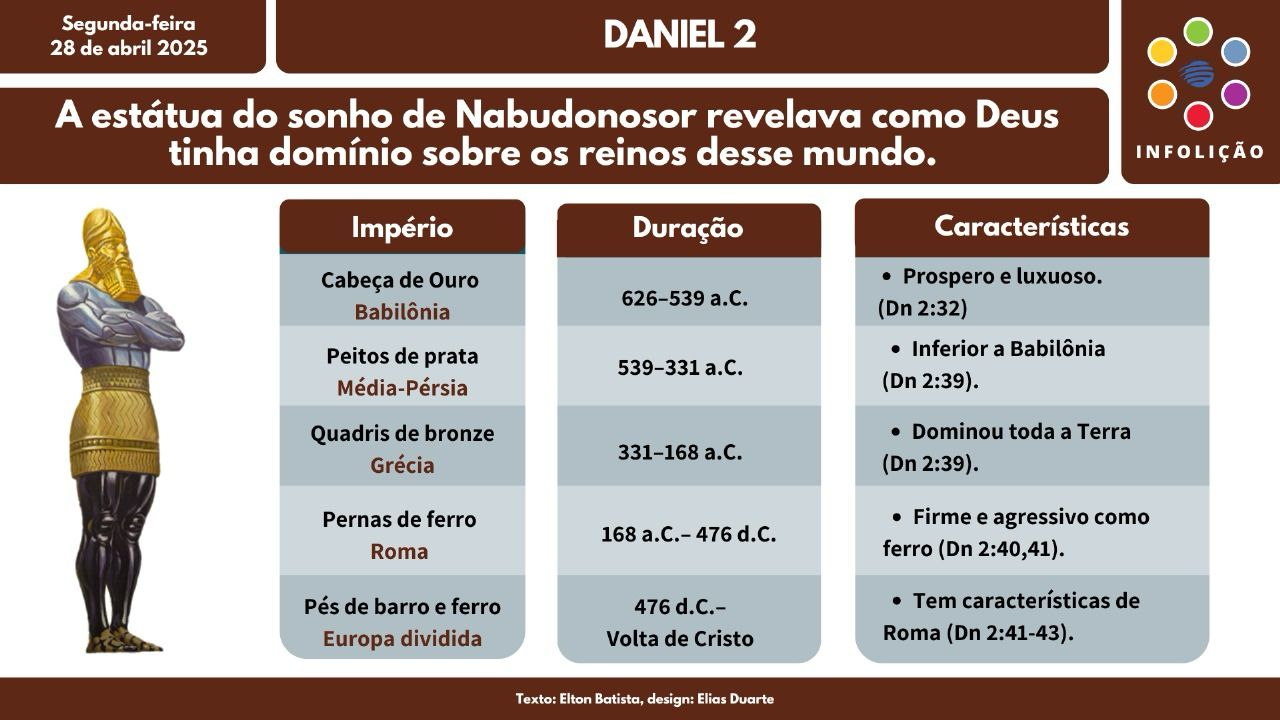 Segunda-feira
28 de abril 2025
DANIEL 2
A estátua do sonho de Nabudonosor revelava como Deus
tinha domínio sobre os reinos desse mundo.
INFOLIÇÃO
Império
Duração
Características
Cabeça de Ouro
Babilônia
626–539 a.C.
• Prospero e luxuoso.
(Dn 2:32)
Peitos de prata
Média-Pérsia
539–331 a.C.
• Inferior a Babilônia
(Dn 2:39).
Quadris de bronze
Grécia
331–168 a.C.
• Dominou toda a Terra
(Dn 2:39).
Pernas de ferro
Roma
168 a.C.– 476 d.C.
• Firme e agressivo como
ferro (Dn 2:40,41).
Pés de barro e ferro
Europa dividida
476 d.C.–
Volta de Cristo
• Tem características de
Roma (Dn 2:41-43).
Texto: Elton Batista, design: Elias Duarte